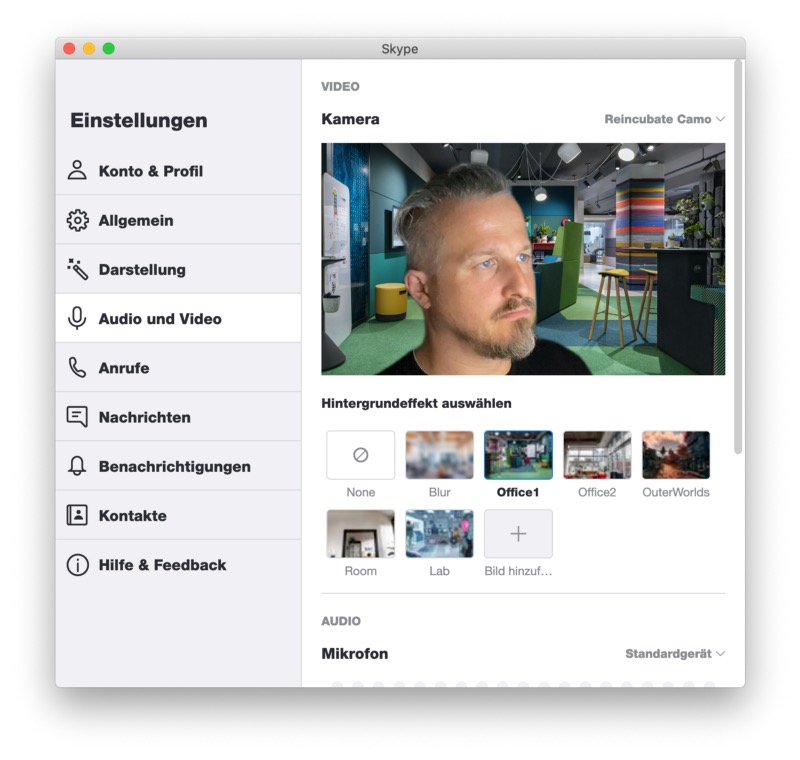 Skype
Einstellungen
Konto & Profil
Allgemein
Darstellung
Audio und Video
Anrufe
Nachrichten
Benachrichtigungen
Kontakte
Hilfe & Feedback
VIDEO
Kamera
Reincubate Camo
Hintergrundeffekt auswählen
None
Blur
Office1
Office2
OuterWorlds
Room
Lab
Bild hinzuf...
AUDIO
Mikrofon
Standardgerät